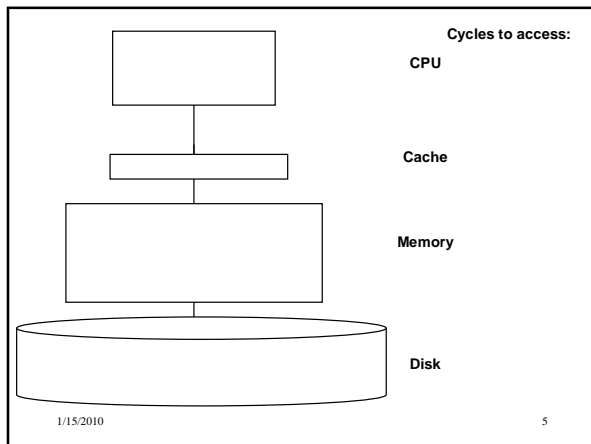 Cycles to access:
CPU
Cache
Memory
Disk
1/15/2010 5